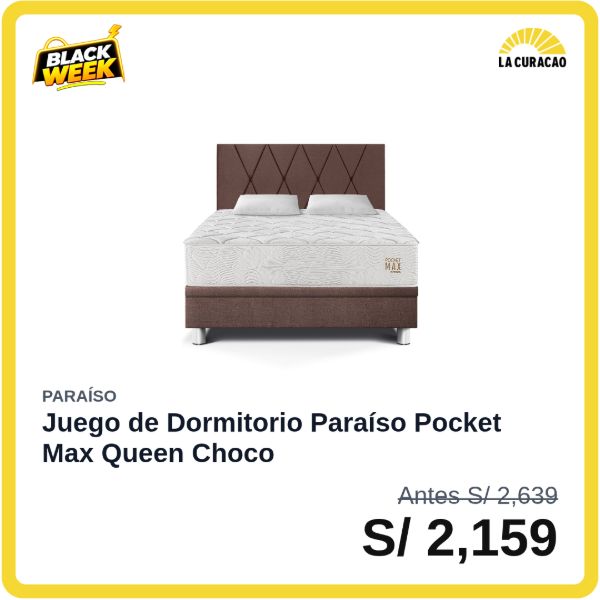 BLACK
WEEK
LA CURACAO
POCKET
MAX
PARAÍSO
Juego de Dormitorio Paraíso Pocket
Max Queen Choco
Antes S/ 2,639
S/ 2,159